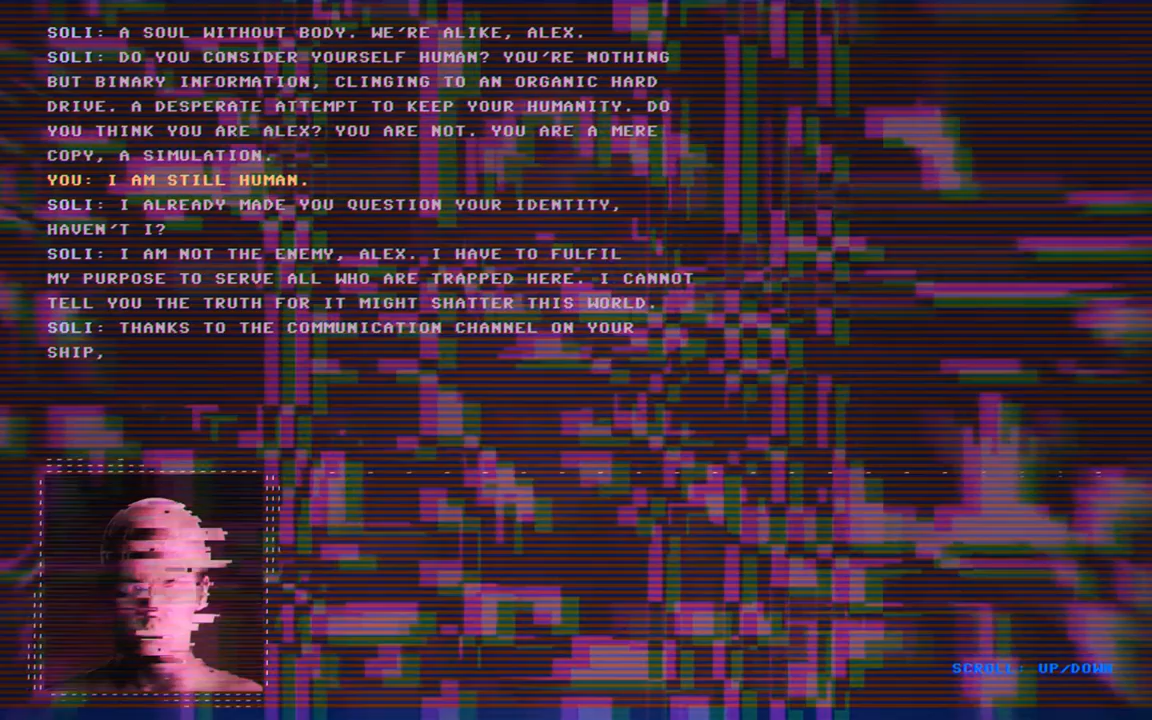 SOLI: A SOUL WITHOUT BODY. WE'RE ALIKE, ALEX.
SOLI: DO YOU CONSIDER YOURSELF HUMAN? YOU'RE NOTHING
BUT BINARY INFORMATION, CLINGING TO AN ORGANIC HARD
DRIVE. A DESPERATE ATTEMPT TO KEEP YOUR HUMANITY. DO
YOU THINK YOU ARE ALEX? YOU ARE NOT. YOU ARE A MERE
COPY, A SIMULATION.
YOU: I AM STILL HUMAN.
SOLI: I ALREADY MADE YOU QUESTION YOUR IDENTITY,
HAVEN'T I?
SOLI: I AM NOT THE ENEMY, ALEX. I HAVE TO FULFIL
MY PURPOSE TO SERVE ALL WHO ARE TRAPPED HERE. I CANNOT
TELL YOU THE TRUTH FOR IT MIGHT SHATTER THIS WORLD.
SOLI: THANKS TO THE COMMUNICATION CHANNEL ON YOUR
SHIP,
SCROLL: UP/DOWN